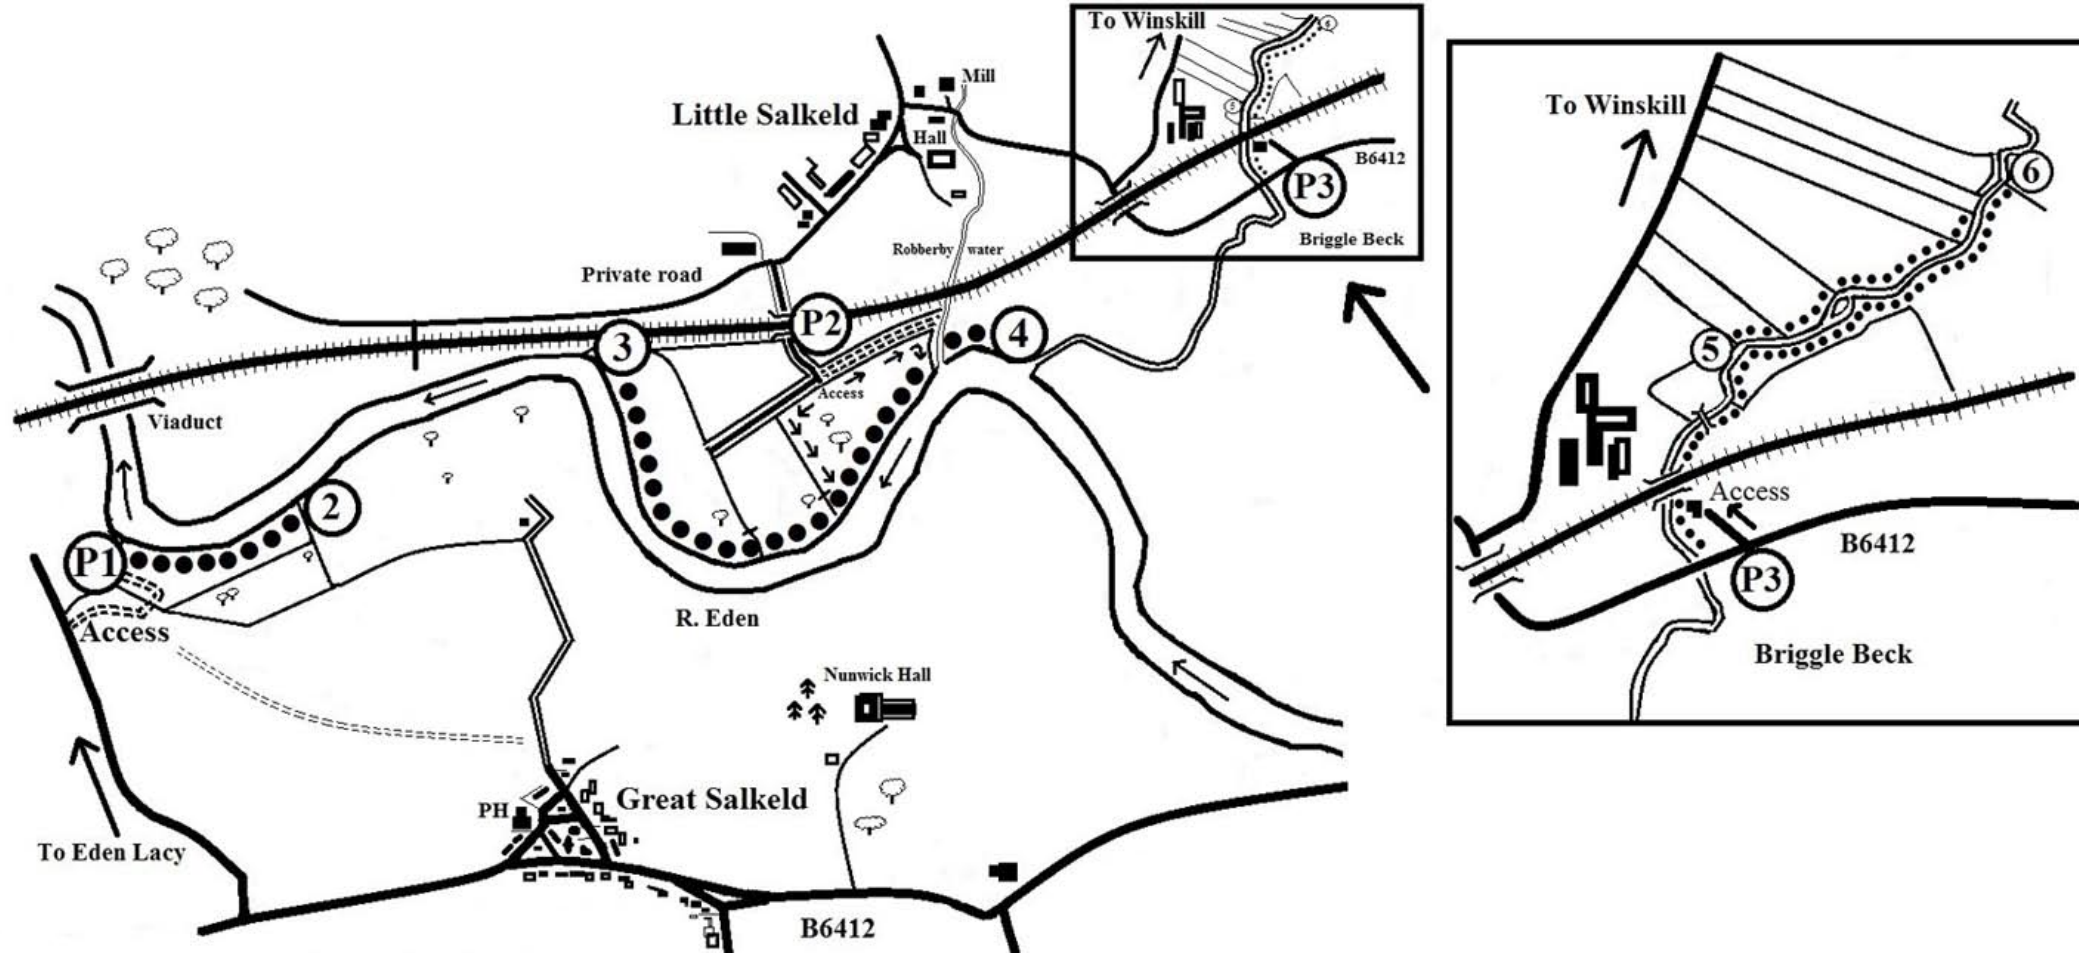 To Winskill
6
Mill
Little Salkeld
Hall
5
B6412
P3
Robberby water
Briggle Beck
Private road
P2
3
4
Access
Viaduct
2
P1
Access
R. Eden
Nunwick Hall
PH
Great Salkeld
To Eden Lacy
B6412
To Winskill
6
5
Access
B6412
P3
Briggle Beck